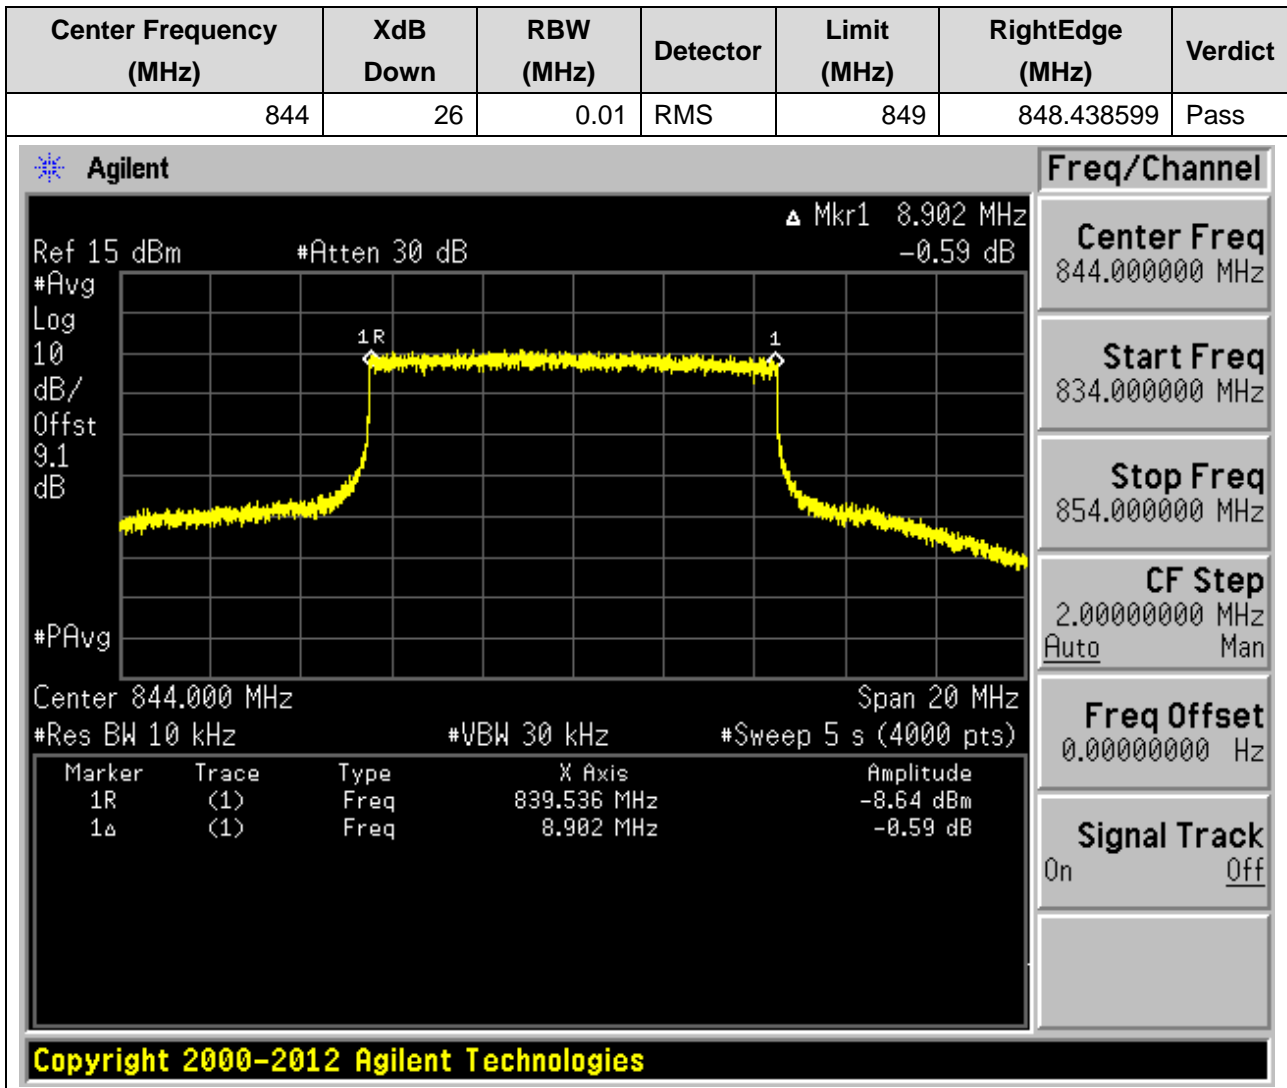 Center Frequency (MHz) XdB Down RBW (MHz) Detector Limit (MHz) RightEdge (MHz) Verdict
844 26 0.01 RMS 849 848.438599 Pass
Agilent
Freq/Channel
Δ Mkr1 8.902 MHz
Ref 15 dBm #Atten 30 dB -0.59 dB
#Avg
Log
10
dB/
Offst
9.1
dB
1R
1
#PAvg
Center 844.000 MHz Span 20 MHz
#Res BW 10 kHz #VBW 30 kHz #Sweep 5 s (4000 pts)
Marker Trace Type X Axis Amplitude
1R (1) Freq 839.536 MHz -8.64 dBm
1Δ (1) Freq 8.902 MHz -0.59 dB
Center Freq
844.000000 MHz
Start Freq
834.000000 MHz
Stop Freq
854.000000 MHz
CF Step
2.00000000 MHz
Auto Man
Freq Offset
0.00000000 Hz
Signal Track
On Off
Copyright 2000-2012 Agilent Technologies